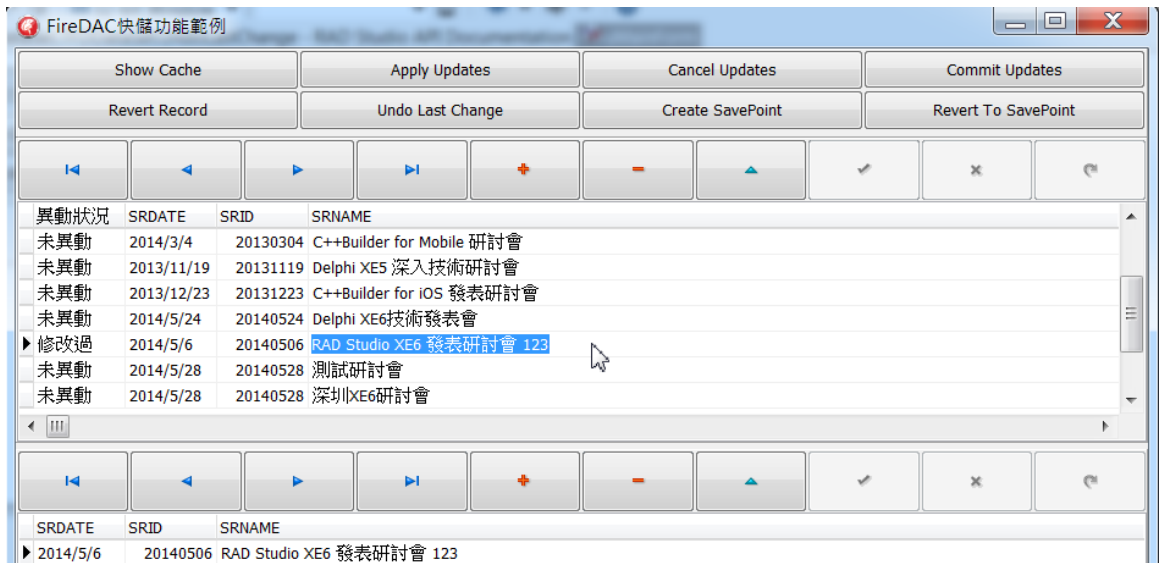 FireDAC快儲功能範例
Show Cache Apply Updates Cancel Updates Commit Updates
Revert Record Undo Last Change Create SavePoint Revert To SavePoint
異動狀況 SRDATE SRID SRNAME
未異動 2014/3/4 20130304 C++Builder for Mobile 研討會
未異動 2013/11/19 20131119 Delphi XE5 深入技術研討會
未異動 2013/12/23 20131223 C++Builder for iOS 發表研討會
未異動 2014/5/24 20140524 Delphi XE6技術發表會
修改過 2014/5/6 20140506 RAD Studio XE6 發表研討會 123
未異動 2014/5/28 20140528 測試研討會
未異動 2014/5/28 20140528 深圳XE6研討會
SRDATE SRID SRNAME
2014/5/6 20140506 RAD Studio XE6 發表研討會 123